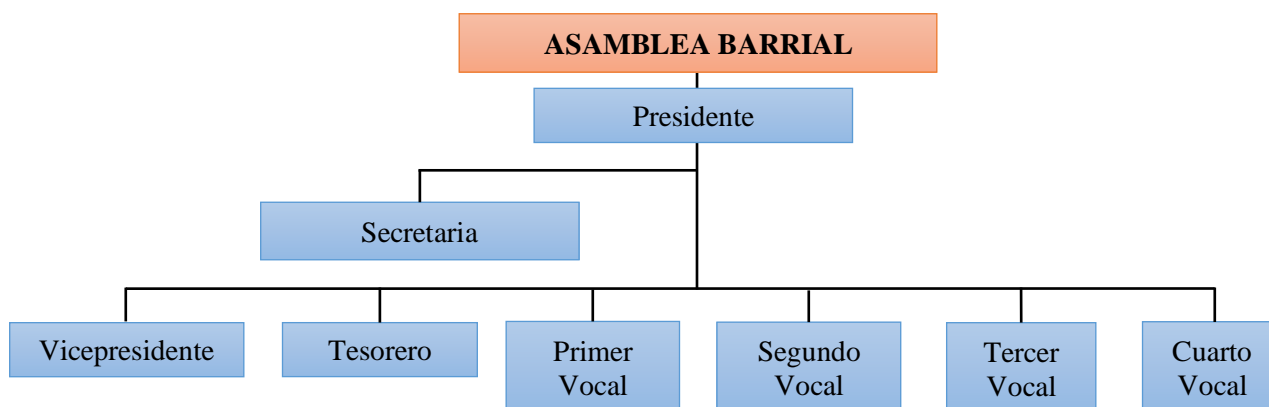 ASAMBLEA BARRIAL
Presidente
Secretaria
Vicepresidente
Tesorero
Primer
Vocal
Segundo
Vocal
Tercer
Vocal
Cuarto
Vocal